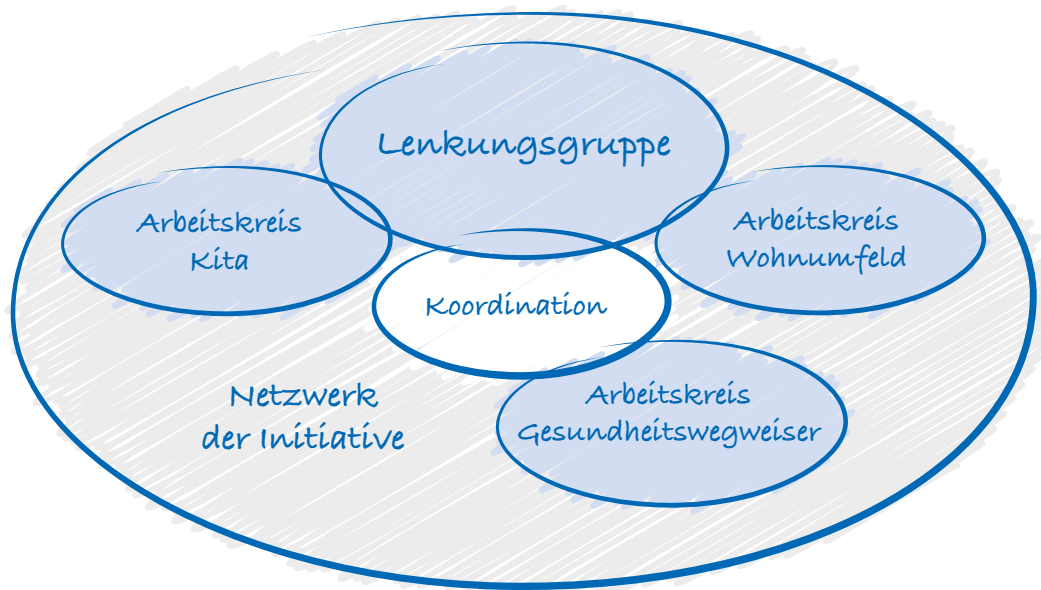 Lenkungsgruppe
Arbeitskreis
Kita
Arbeitskreis
Wohnumfeld
Koordination
Netzwerk
der Initiative
Arbeitskreis
Gesundheitswegweiser